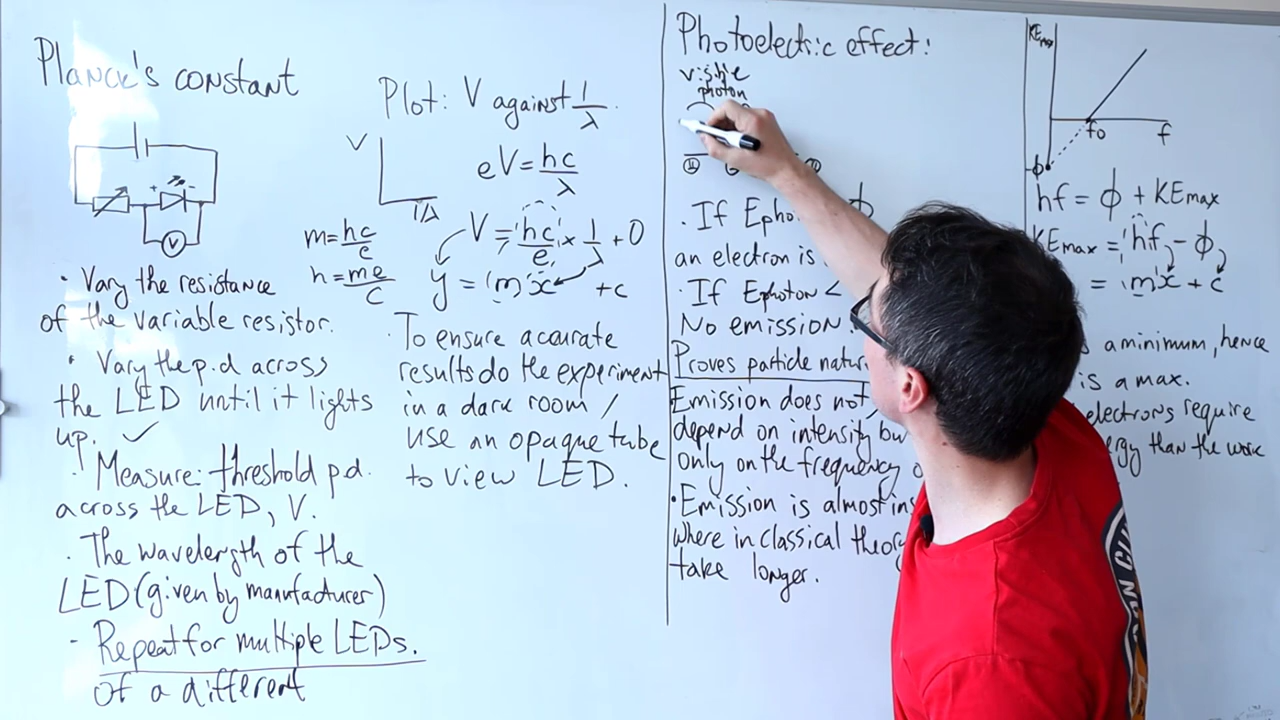 Planck's constant
+ -
V
· Vary the resistance
of the variable resistor.
· Vary the p.d across
the LED until it lights
up. ✓
· Measure: threshold p.d.
across the LED, V.
· The wavelength of the
LED (given by manufacturer)
- Repeat for multiple LEDs.
of a different
Plot: V against 1/λ.
V
1/λ
eV = hc/λ
m = hc/e
h = me/c
V = hc/e × 1/λ + 0
y = m x + c
· To ensure accurate
results do the experiment
in a dark room /
use an opaque tube
to view LED.
Photoelectric effect:
visible
photon
· If Epho ϕ
an electron is
· If Ephoton <
No emission.
Proves particle natur
Emission does not
depend on intensity bu
only on the frequency
· Emission is almost ins
where in classical theory
take longer.
KEmax
f0
f
-ϕ
hf = ϕ + KEmax
KEmax = hf - ϕ
= m x + c
a minimum, hence
is a max.
electrons require
than the work